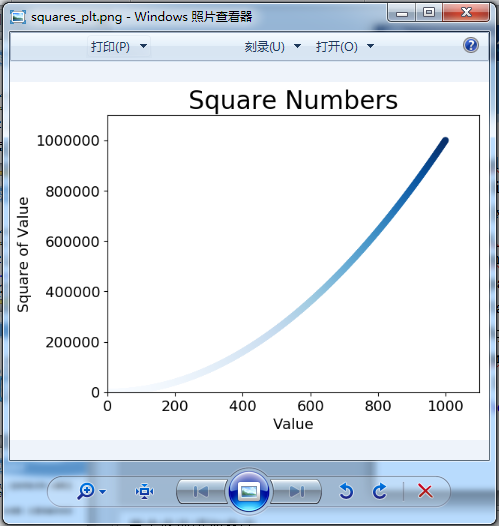 squares_plt.png - Windows 照片查看器
打印(P) 刻录(U) 打开(O)
Square Numbers
1000000
800000
600000
400000
200000
0
Square of Value
0 200 400 600 800 1000
Value